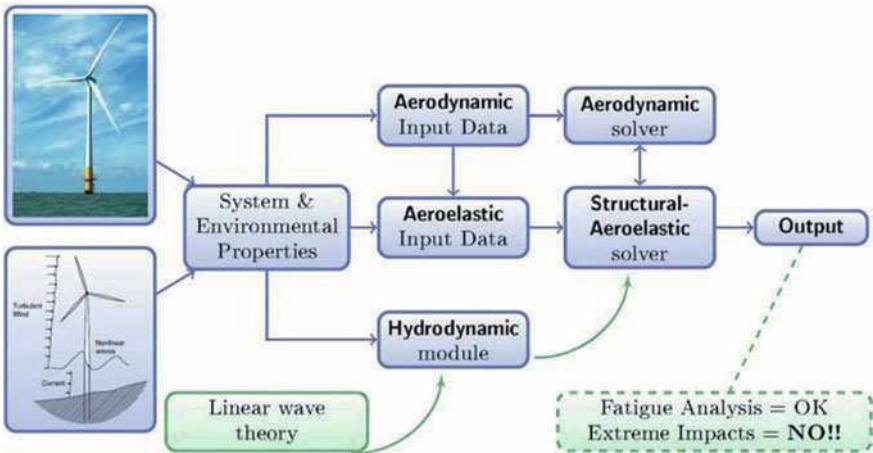 Aerodynamic
Input Data
Aerodynamic
solver
System &
Environmental
Properties
Aeroelastic
Input Data
Structural-
Aeroelastic
solver
Output
Turbulent
Wind
Nonlinear
waves
Current
Hydrodynamic
module
Linear wave
theory
Fatigue Analysis = OK
Extreme Impacts = NO!!